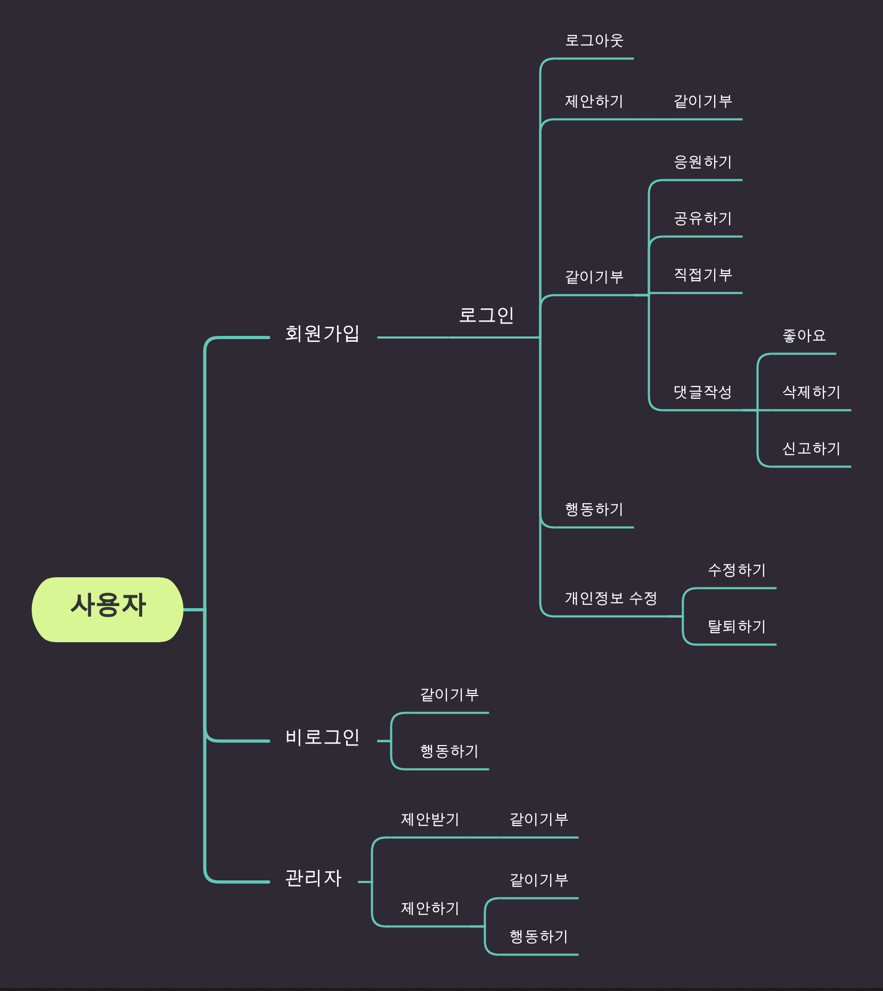 로그아웃
제안하기
같이기부
응원하기
공유하기
직접기부
같이기부
로그인
회원가입
좋아요
댓글작성
삭제하기
신고하기
행동하기
수정하기
개인정보 수정
탈퇴하기
사용자
같이기부
비로그인
행동하기
제안받기
같이기부
관리자
같이기부
제안하기
행동하기